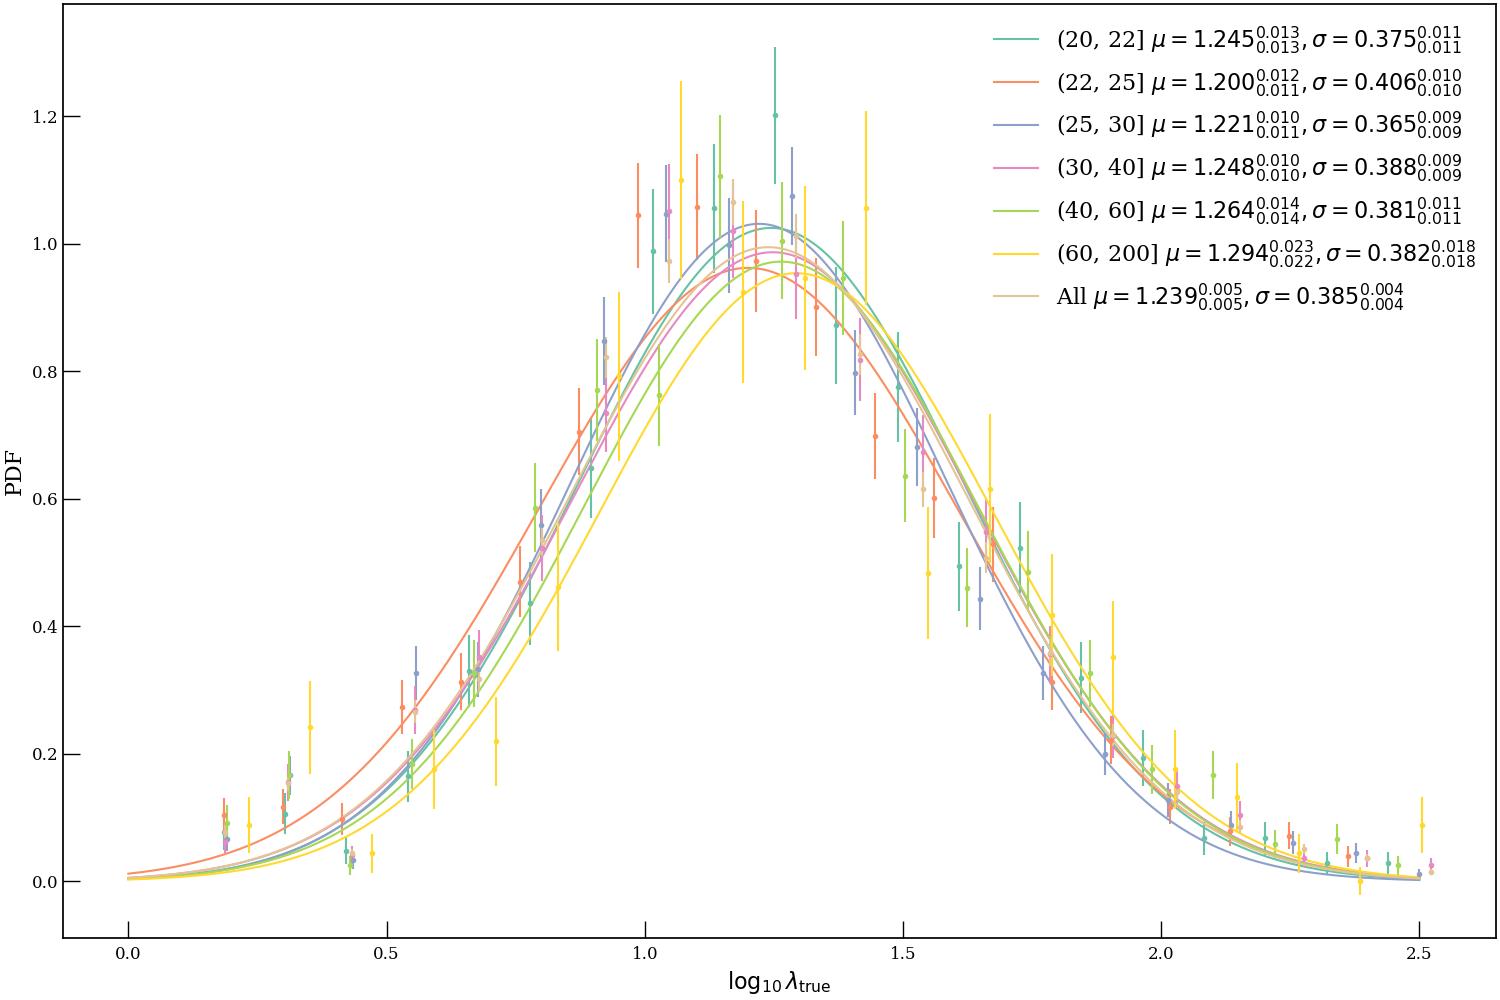 (20, 22] μ = 1.245^{0.013}_{0.013}, σ = 0.375^{0.011}_{0.011}
(22, 25] μ = 1.200^{0.012}_{0.011}, σ = 0.406^{0.010}_{0.010}
(25, 30] μ = 1.221^{0.010}_{0.011}, σ = 0.365^{0.009}_{0.009}
(30, 40] μ = 1.248^{0.010}_{0.010}, σ = 0.388^{0.009}_{0.009}
(40, 60] μ = 1.264^{0.014}_{0.014}, σ = 0.381^{0.011}_{0.011}
(60, 200] μ = 1.294^{0.023}_{0.022}, σ = 0.382^{0.018}_{0.018}
All μ = 1.239^{0.005}_{0.005}, σ = 0.385^{0.004}_{0.004}
PDF
1.2
1.0
0.8
0.6
0.4
0.2
0.0
0.0 0.5 1.0 1.5 2.0 2.5
log_{10} λ_{true}